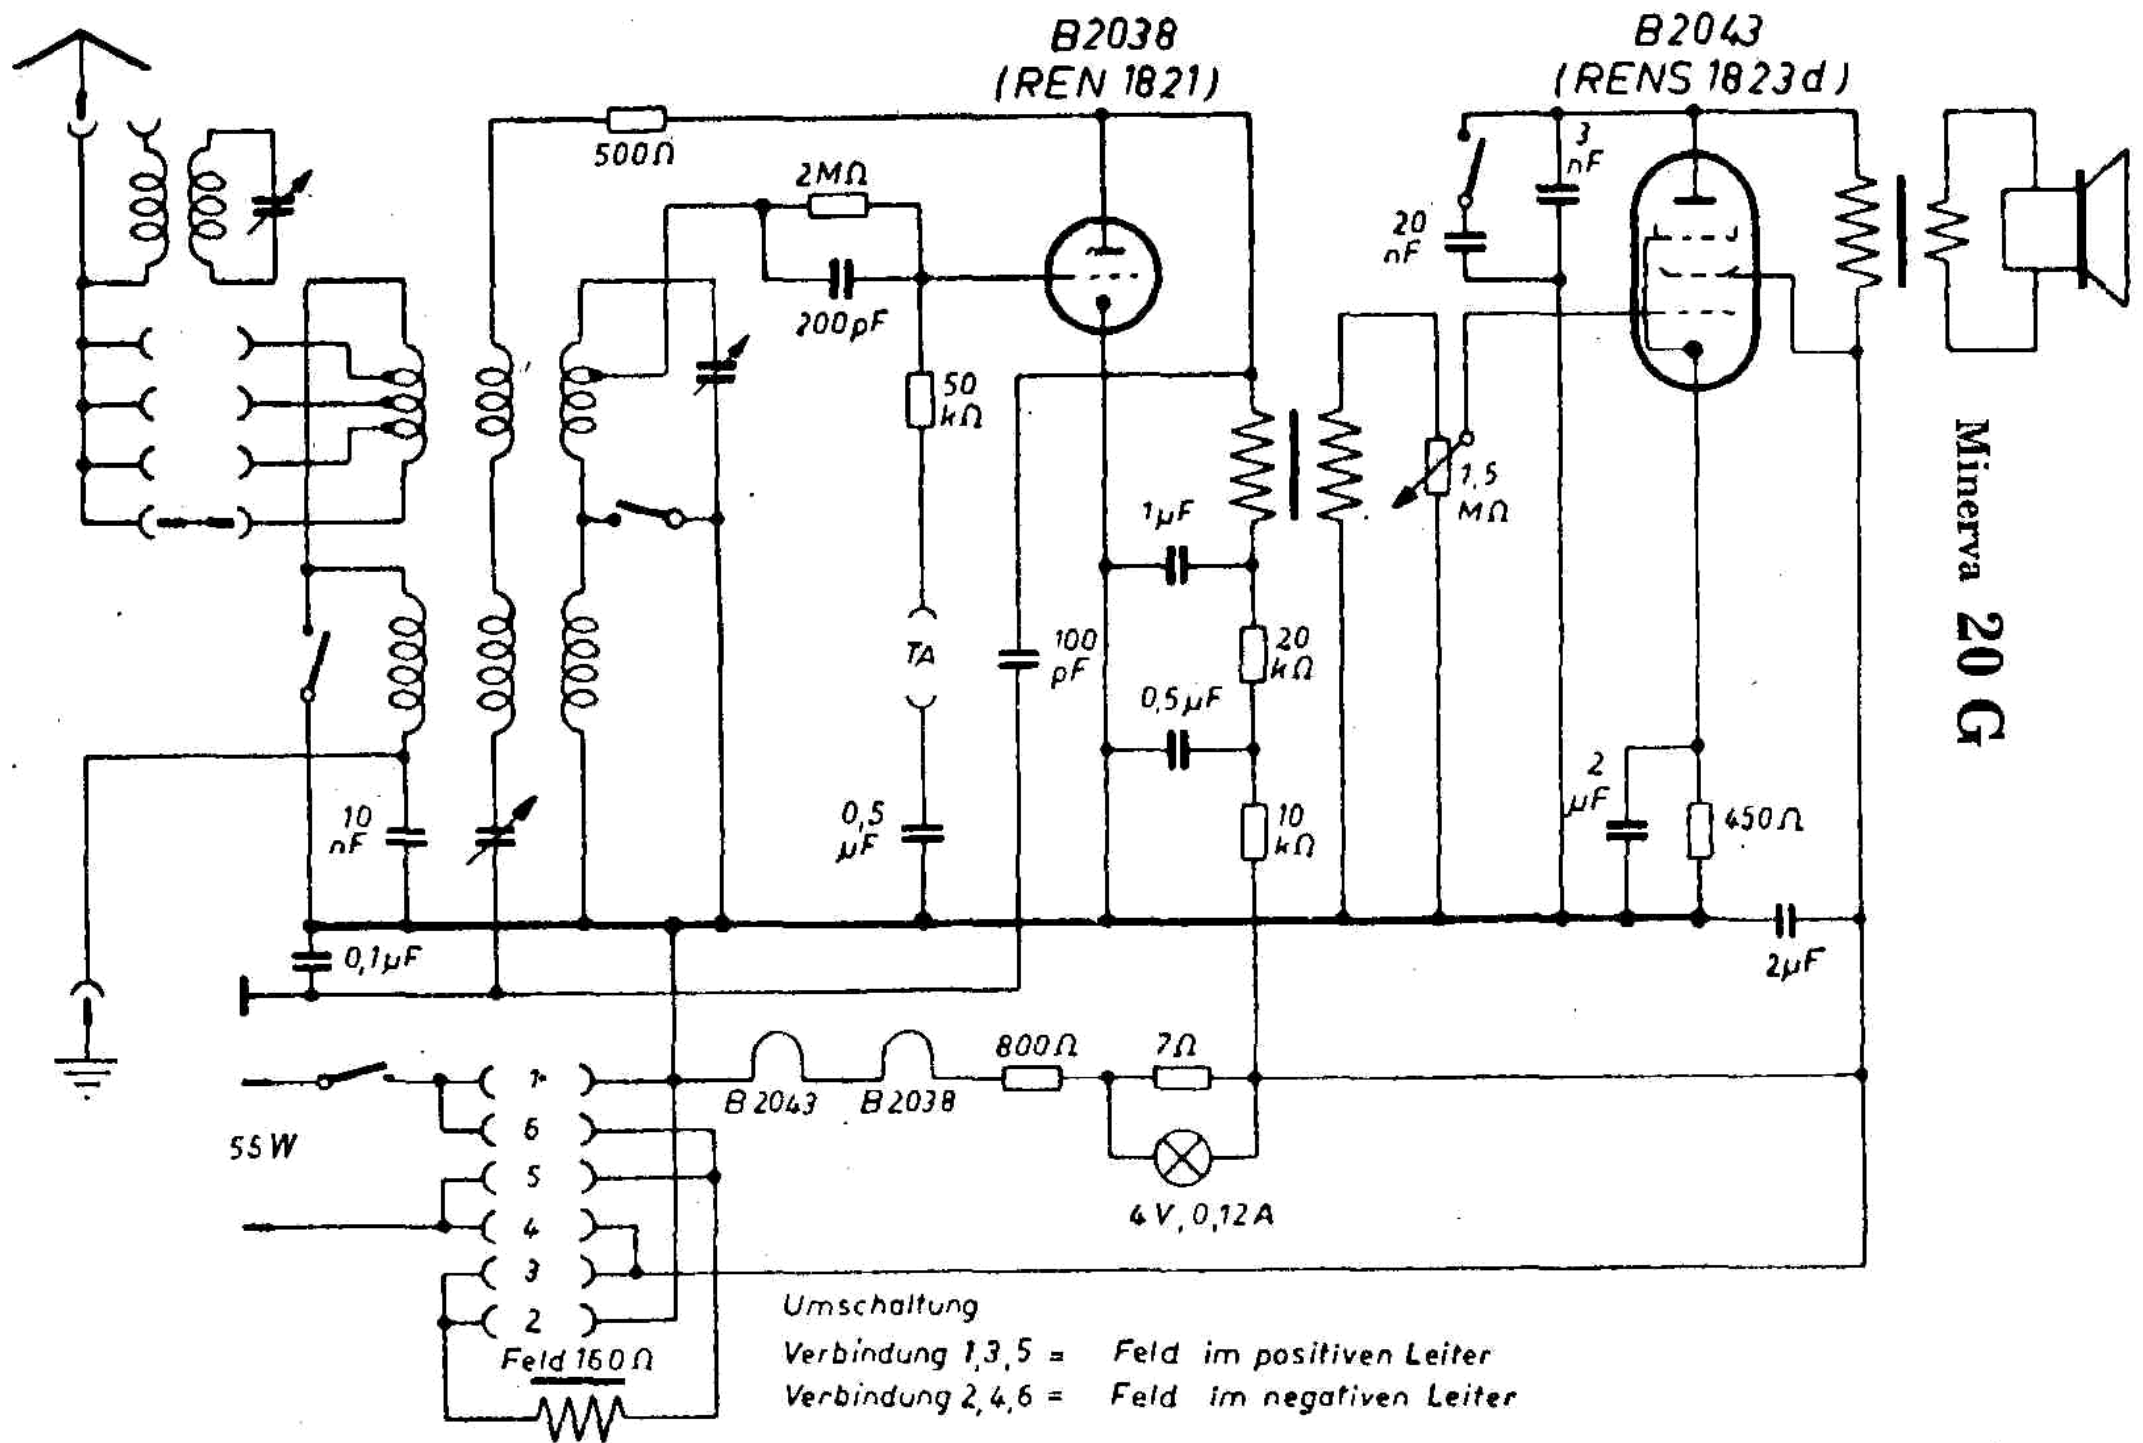 B2038
(REN 1821)
B2043
(RENS 1823d)
500Ω
2MΩ
200pF
3
nF
20
nF
50
kΩ
1,5
MΩ
1µF
TA
100
pF
20
kΩ
0,5µF
Minerva 20 G
10
nF
0,5
µF
10
kΩ
2
µF
450Ω
0,1µF
2µF
800Ω
7Ω
1
B2043
B2038
6
5
4
3
2
4V, 0,12A
Feld 160Ω
Umschaltung
Verbindung 1,3,5 = Feld im positiven Leiter
Verbindung 2,4,6 = Feld im negativen Leiter